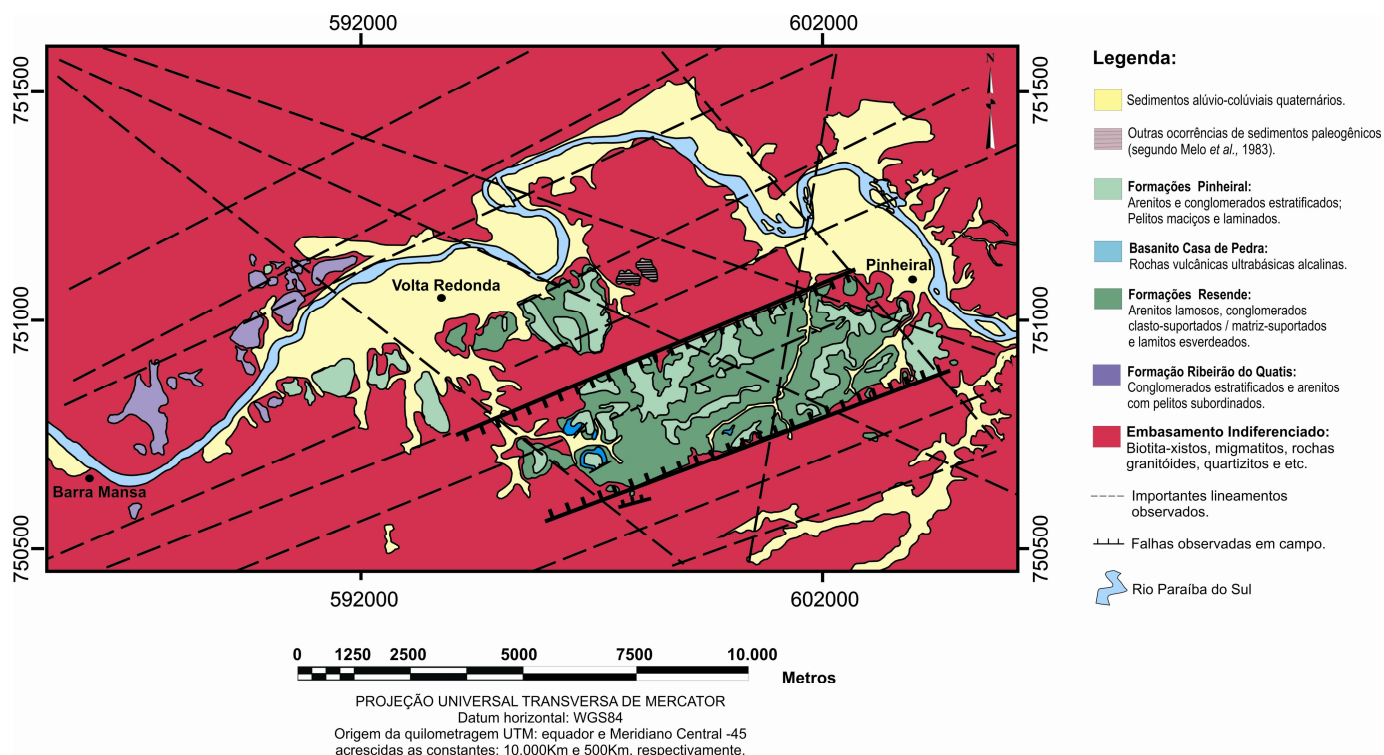 592000
602000
751500
751000
750500
N
Volta Redonda
Pinheiral
Barra Mansa
751500
751000
750500
592000
602000
Legenda:
Sedimentos alúvio-colúviais quaternários.
Outras ocorrências de sedimentos paleogênicos
(segundo Melo et al., 1983).
Formações Pinheiral:
Arenitos e conglomerados estratificados;
Pelitos maciços e laminados.
Basanito Casa de Pedra:
Rochas vulcânicas ultrabásicas alcalinas.
Formações Resende:
Arenitos lamosos, conglomerados
clasto-suportados / matriz-suportados
e lamitos esverdeados.
Formação Ribeirão do Quatis:
Conglomerados estratificados e arenitos
com pelitos subordinados.
Embasamento Indiferenciado:
Biotita-xistos, migmatitos, rochas
granitóides, quartizitos e etc.
Importantes lineamentos
observados.
Falhas observadas em campo.
Rio Paraíba do Sul
0 1250 2500 5000 7500 10.000
Metros
PROJEÇÃO UNIVERSAL TRANSVERSA DE MERCATOR
Datum horizontal: WGS84
Origem da quilometragem UTM: equador e Meridiano Central -45
acrescidas as constantes: 10.000Km e 500Km, respectivamente.